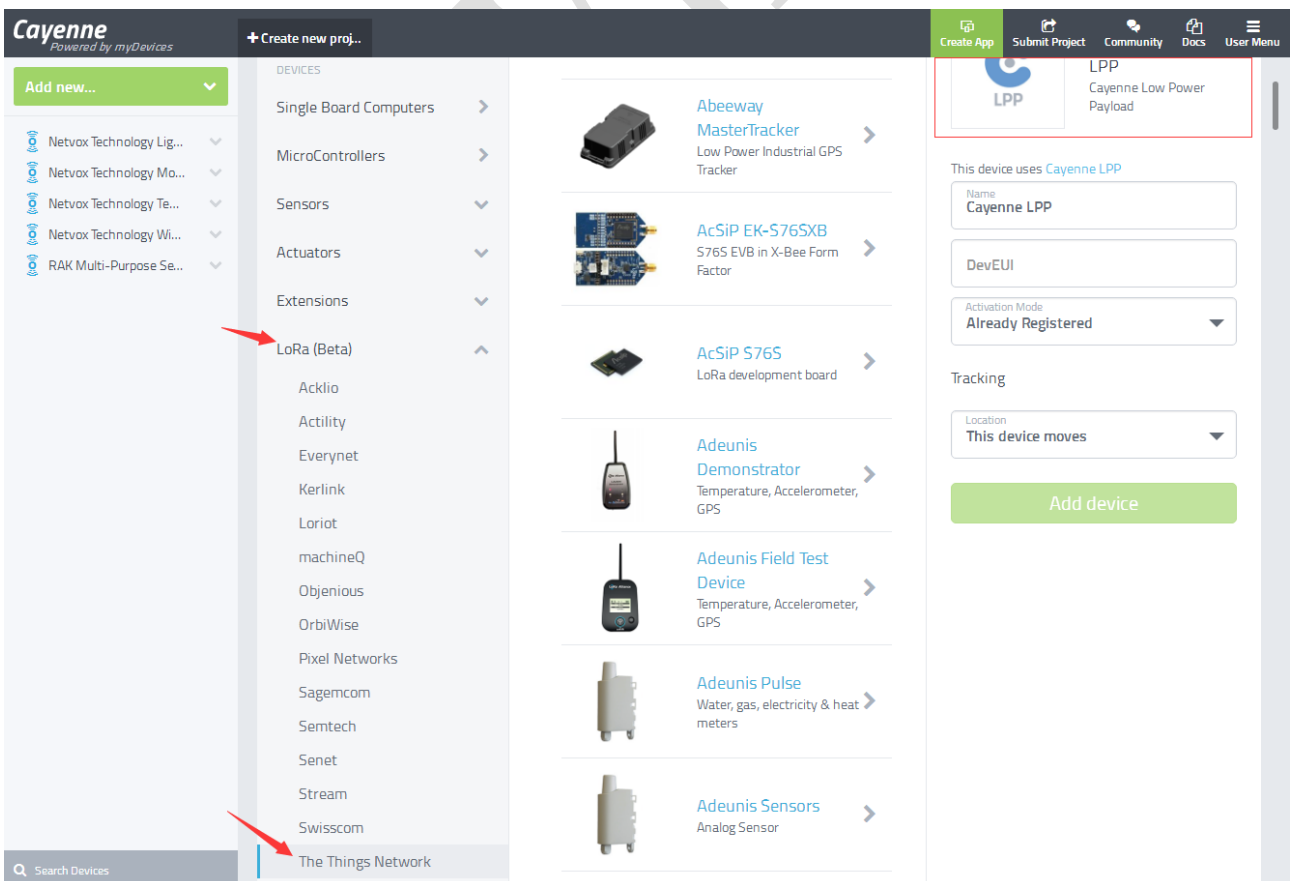 Cayenne
Powered by myDevices
+ Create new proj...
Create App
Submit Project
Community
Docs
User Menu
Add new...
Netvox Technology Lig...
Netvox Technology Mo...
Netvox Technology Te...
Netvox Technology Wi...
RAK Multi-Purpose Se...
Search Devices
DEVICES
Single Board Computers
MicroControllers
Sensors
Actuators
Extensions
LoRa (Beta)
Acklio
Actility
Everynet
Kerlink
Loriot
machineQ
Objenious
OrbiWise
Pixel Networks
Sagemcom
Semtech
Senet
Stream
Swisscom
The Things Network
Abeeway
MasterTracker
Low Power Industrial GPS
Tracker
AcSiP EK-S76SXB
S76S EVB in X-Bee Form
Factor
AcSiP S76S
LoRa development board
Adeunis
Demonstrator
Temperature, Accelerometer,
GPS
Adeunis Field Test
Device
Temperature, Accelerometer,
GPS
Adeunis Pulse
Water, gas, electricity & heat
meters
Adeunis Sensors
Analog Sensor
LPP
LPP
Cayenne Low Power
Payload
This device uses Cayenne LPP
Name
Cayenne LPP
DevEUI
Activation Mode
Already Registered
Tracking
Location
This device moves
Add device